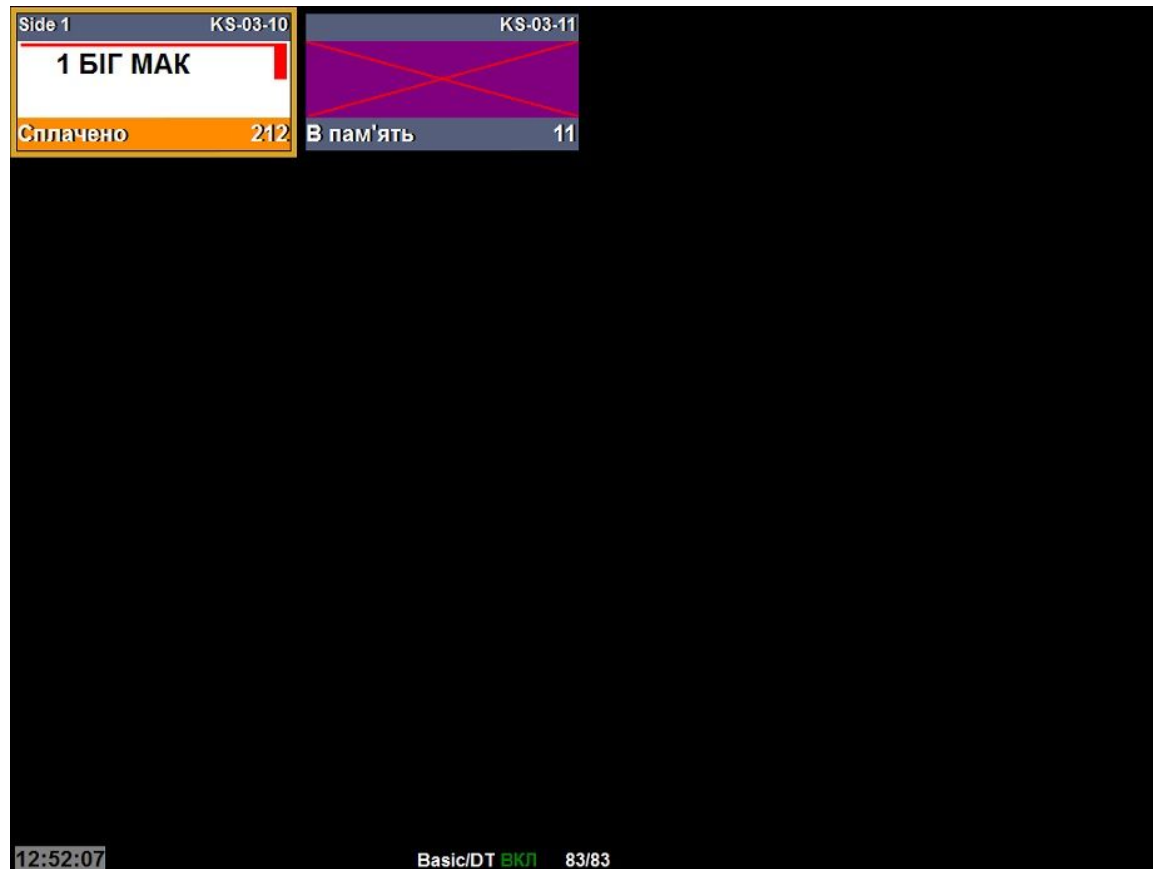 Side 1 KS-03-10
1 БІГ МАК
Сплачено 212
KS-03-11
В пам'ять 11
12:52:07 Basic/DT ВКЛ 83/83